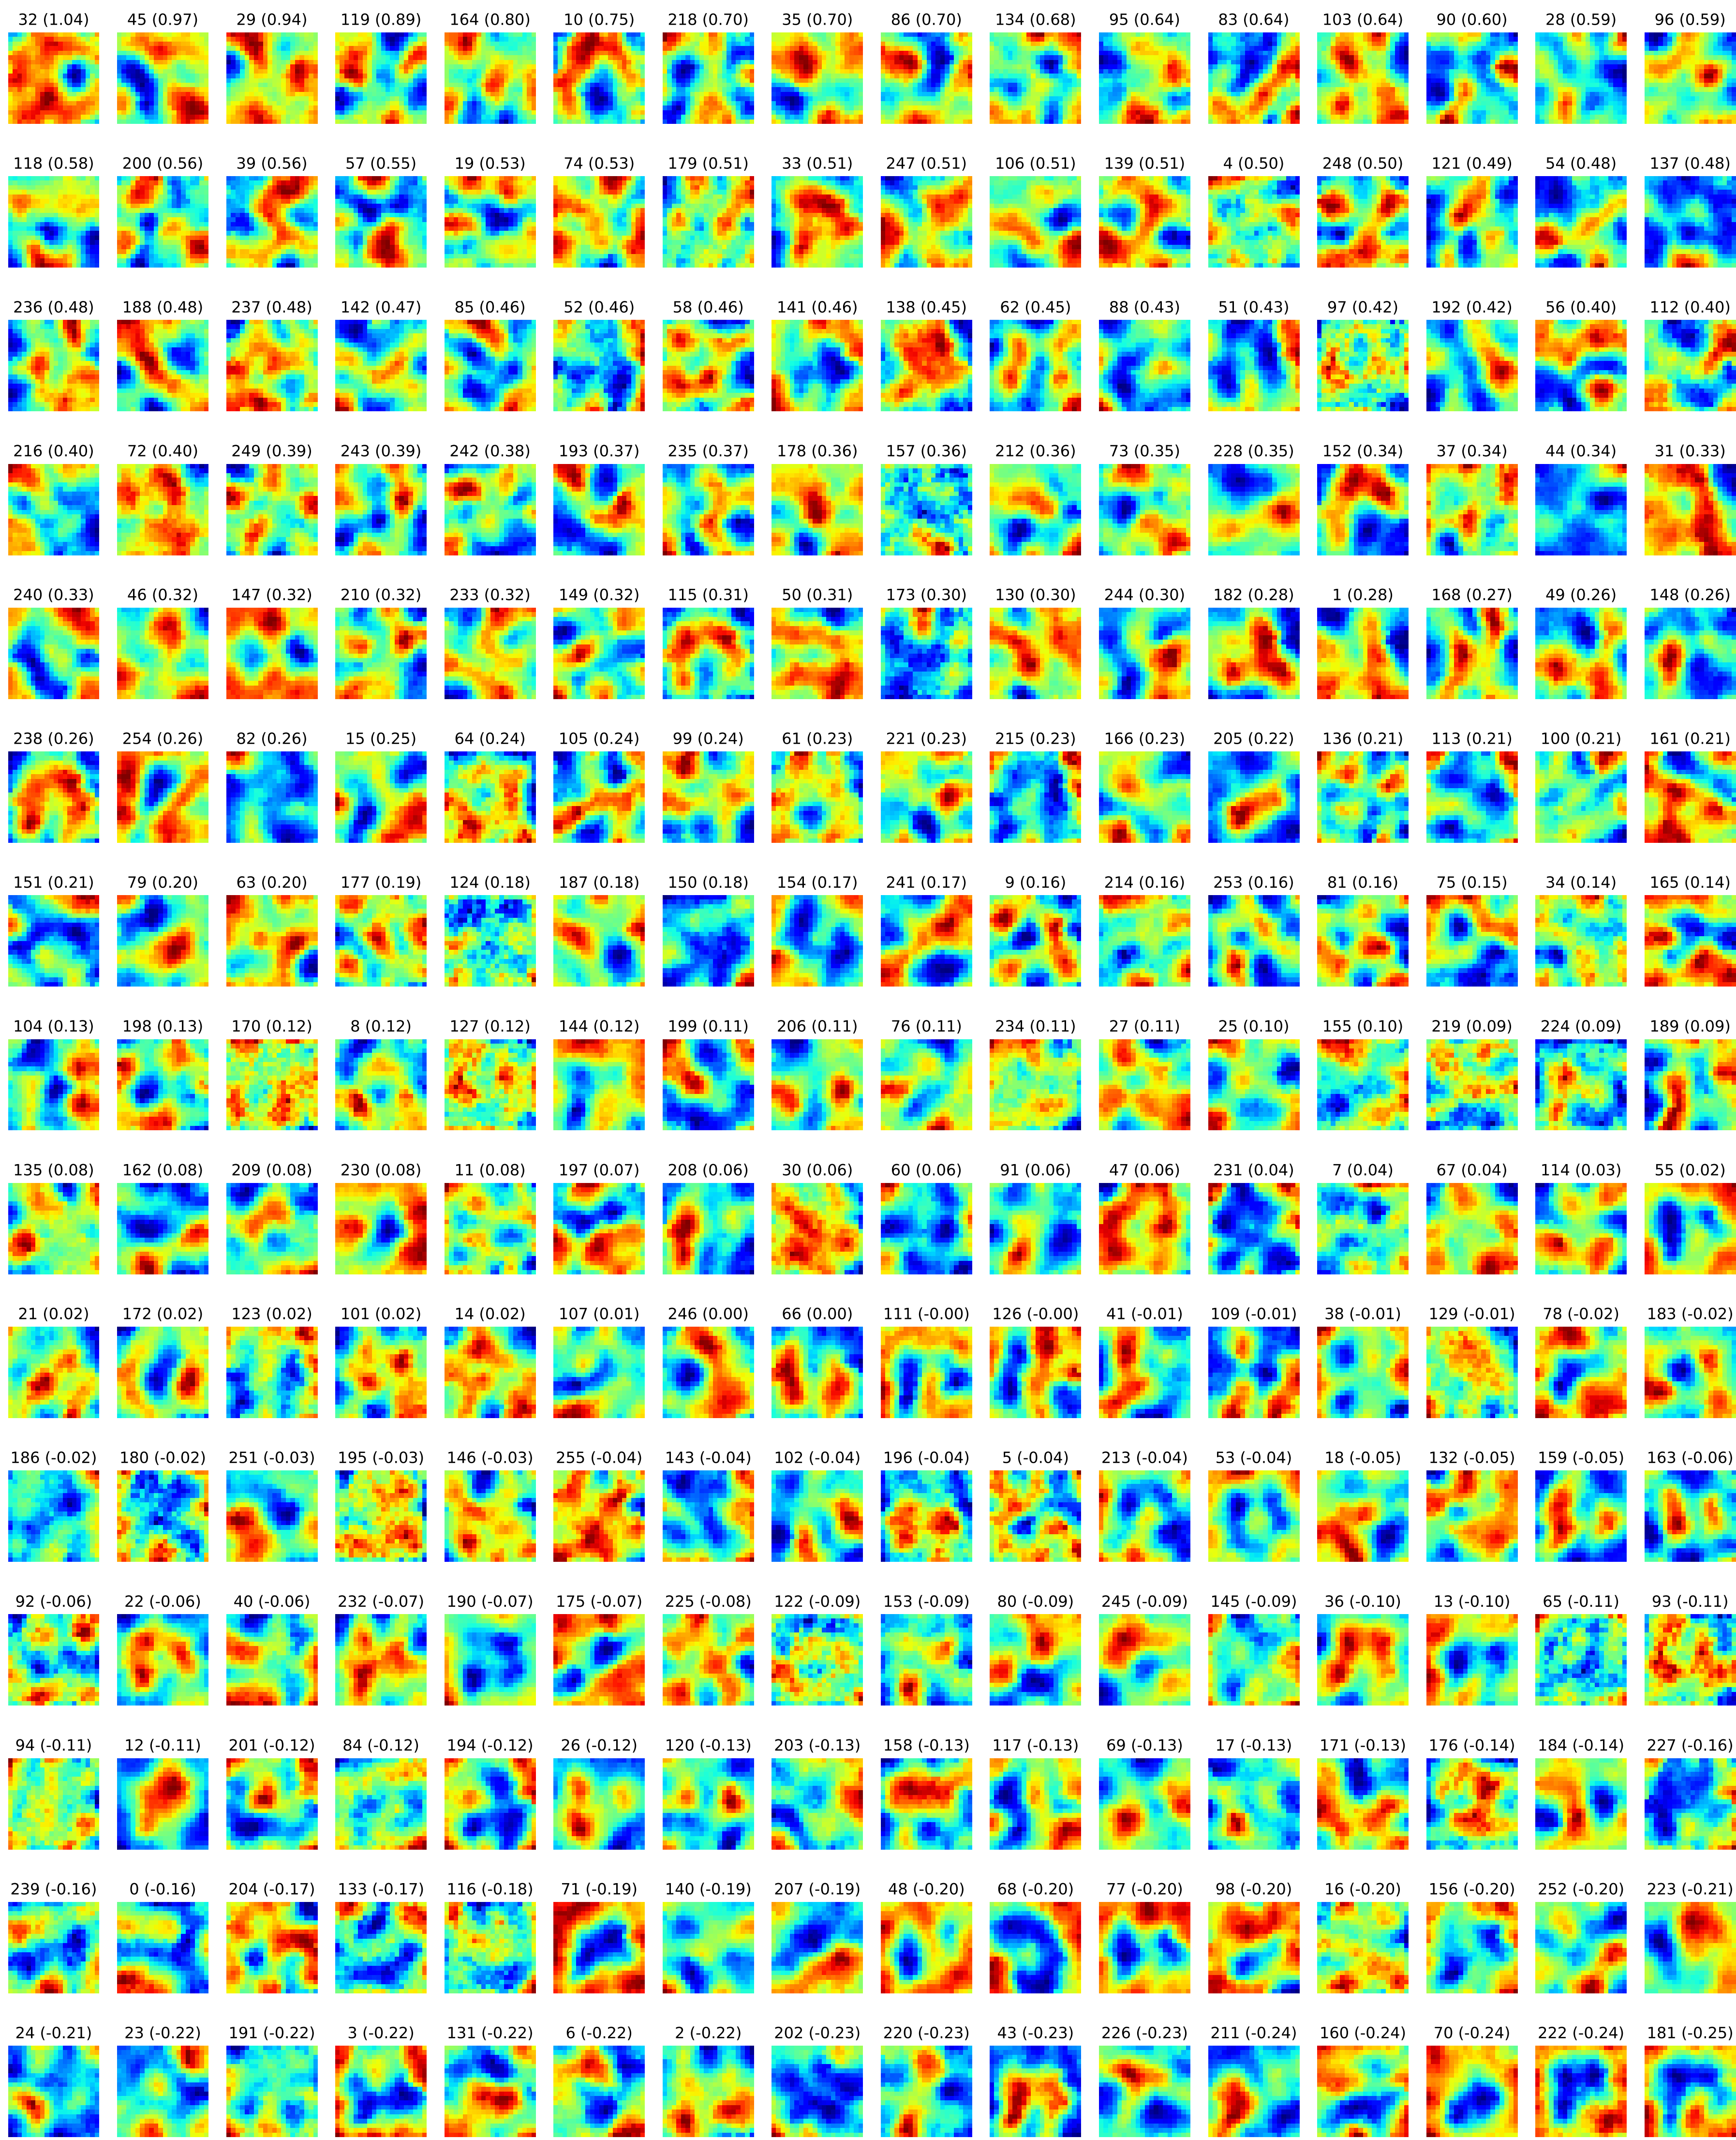 32 (1.04) 45 (0.97) 29 (0.94) 119 (0.89) 164 (0.80) 10 (0.75) 218 (0.70) 35 (0.70) 86 (0.70) 134 (0.68) 95 (0.64) 83 (0.64) 103 (0.64) 90 (0.60) 28 (0.59) 96 (0.59)
118 (0.58) 200 (0.56) 39 (0.56) 57 (0.55) 19 (0.53) 74 (0.53) 179 (0.51) 33 (0.51) 247 (0.51) 106 (0.51) 139 (0.51) 4 (0.50) 248 (0.50) 121 (0.49) 54 (0.48) 137 (0.48)
236 (0.48) 188 (0.48) 237 (0.48) 142 (0.47) 85 (0.46) 52 (0.46) 58 (0.46) 141 (0.46) 138 (0.45) 62 (0.45) 88 (0.43) 51 (0.43) 97 (0.42) 192 (0.42) 56 (0.40) 112 (0.40)
216 (0.40) 72 (0.40) 249 (0.39) 243 (0.39) 242 (0.38) 193 (0.37) 235 (0.37) 178 (0.36) 157 (0.36) 212 (0.36) 73 (0.35) 228 (0.35) 152 (0.34) 37 (0.34) 44 (0.34) 31 (0.33)
240 (0.33) 46 (0.32) 147 (0.32) 210 (0.32) 233 (0.32) 149 (0.32) 115 (0.31) 50 (0.31) 173 (0.30) 130 (0.30) 244 (0.30) 182 (0.28) 1 (0.28) 168 (0.27) 49 (0.26) 148 (0.26)
238 (0.26) 254 (0.26) 82 (0.26) 15 (0.25) 64 (0.24) 105 (0.24) 99 (0.24) 61 (0.23) 221 (0.23) 215 (0.23) 166 (0.23) 205 (0.22) 136 (0.21) 113 (0.21) 100 (0.21) 161 (0.21)
151 (0.21) 79 (0.20) 63 (0.20) 177 (0.19) 124 (0.18) 187 (0.18) 150 (0.18) 154 (0.17) 241 (0.17) 9 (0.16) 214 (0.16) 253 (0.16) 81 (0.16) 75 (0.15) 34 (0.14) 165 (0.14)
104 (0.13) 198 (0.13) 170 (0.12) 8 (0.12) 127 (0.12) 144 (0.12) 199 (0.11) 206 (0.11) 76 (0.11) 234 (0.11) 27 (0.11) 25 (0.10) 155 (0.10) 219 (0.09) 224 (0.09) 189 (0.09)
135 (0.08) 162 (0.08) 209 (0.08) 230 (0.08) 11 (0.08) 197 (0.07) 208 (0.06) 30 (0.06) 60 (0.06) 91 (0.06) 47 (0.06) 231 (0.04) 7 (0.04) 67 (0.04) 114 (0.03) 55 (0.02)
21 (0.02) 172 (0.02) 123 (0.02) 101 (0.02) 14 (0.02) 107 (0.01) 246 (0.00) 66 (0.00) 111 (-0.00) 126 (-0.00) 41 (-0.01) 109 (-0.01) 38 (-0.01) 129 (-0.01) 78 (-0.02) 183 (-0.02)
186 (-0.02) 180 (-0.02) 251 (-0.03) 195 (-0.03) 146 (-0.03) 255 (-0.04) 143 (-0.04) 102 (-0.04) 196 (-0.04) 5 (-0.04) 213 (-0.04) 53 (-0.04) 18 (-0.05) 132 (-0.05) 159 (-0.05) 163 (-0.06)
92 (-0.06) 22 (-0.06) 40 (-0.06) 232 (-0.07) 190 (-0.07) 175 (-0.07) 225 (-0.08) 122 (-0.09) 153 (-0.09) 80 (-0.09) 245 (-0.09) 145 (-0.09) 36 (-0.10) 13 (-0.10) 65 (-0.11) 93 (-0.11)
94 (-0.11) 12 (-0.11) 201 (-0.12) 84 (-0.12) 194 (-0.12) 26 (-0.12) 120 (-0.13) 203 (-0.13) 158 (-0.13) 117 (-0.13) 69 (-0.13) 17 (-0.13) 171 (-0.13) 176 (-0.14) 184 (-0.14) 227 (-0.16)
239 (-0.16) 0 (-0.16) 204 (-0.17) 133 (-0.17) 116 (-0.18) 71 (-0.19) 140 (-0.19) 207 (-0.19) 48 (-0.20) 68 (-0.20) 77 (-0.20) 98 (-0.20) 16 (-0.20) 156 (-0.20) 252 (-0.20) 223 (-0.21)
24 (-0.21) 23 (-0.22) 191 (-0.22) 3 (-0.22) 131 (-0.22) 6 (-0.22) 2 (-0.22) 202 (-0.23) 220 (-0.23) 43 (-0.23) 226 (-0.23) 211 (-0.24) 160 (-0.24) 70 (-0.24) 222 (-0.24) 181 (-0.25)